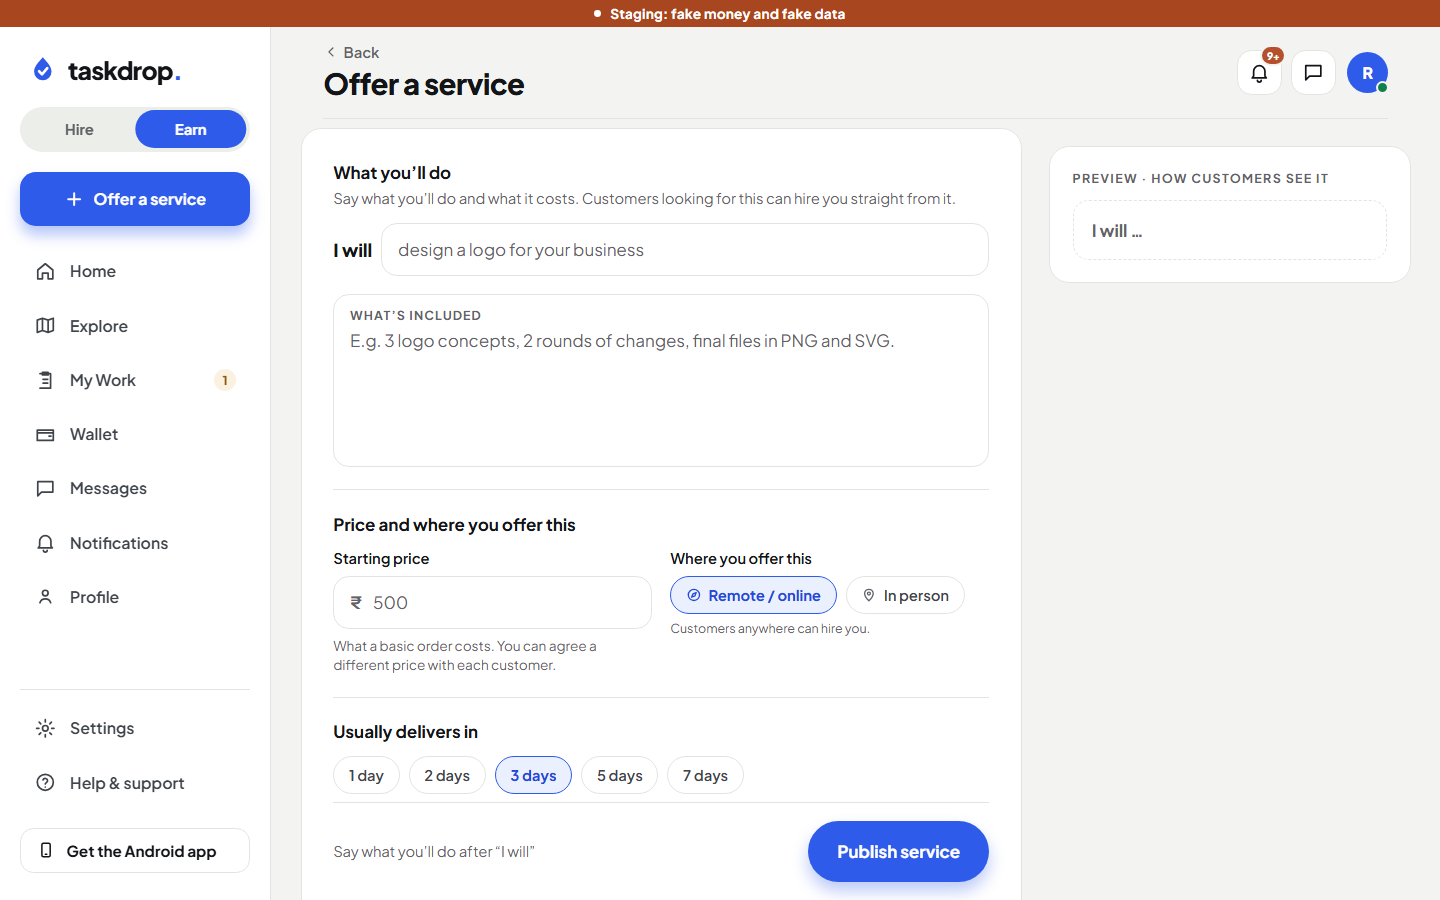 Staging: fake money and fake data
taskdrop.
Hire
Earn
Offer a service
Home
Explore
My Work
1
Wallet
Messages
Notifications
Profile
Settings
Help & support
Get the Android app
Back
Offer a service
9+
R
What you’ll do
Say what you’ll do and what it costs. Customers looking for this can hire you straight from it.
I will
design a logo for your business
WHAT’S INCLUDED
E.g. 3 logo concepts, 2 rounds of changes, final files in PNG and SVG.
Price and where you offer this
Starting price
₹ 500
What a basic order costs. You can agree a
different price with each customer.
Where you offer this
Remote / online
In person
Customers anywhere can hire you.
Usually delivers in
1 day
2 days
3 days
5 days
7 days
Say what you’ll do after “I will”
Publish service
PREVIEW · HOW CUSTOMERS SEE IT
I will …